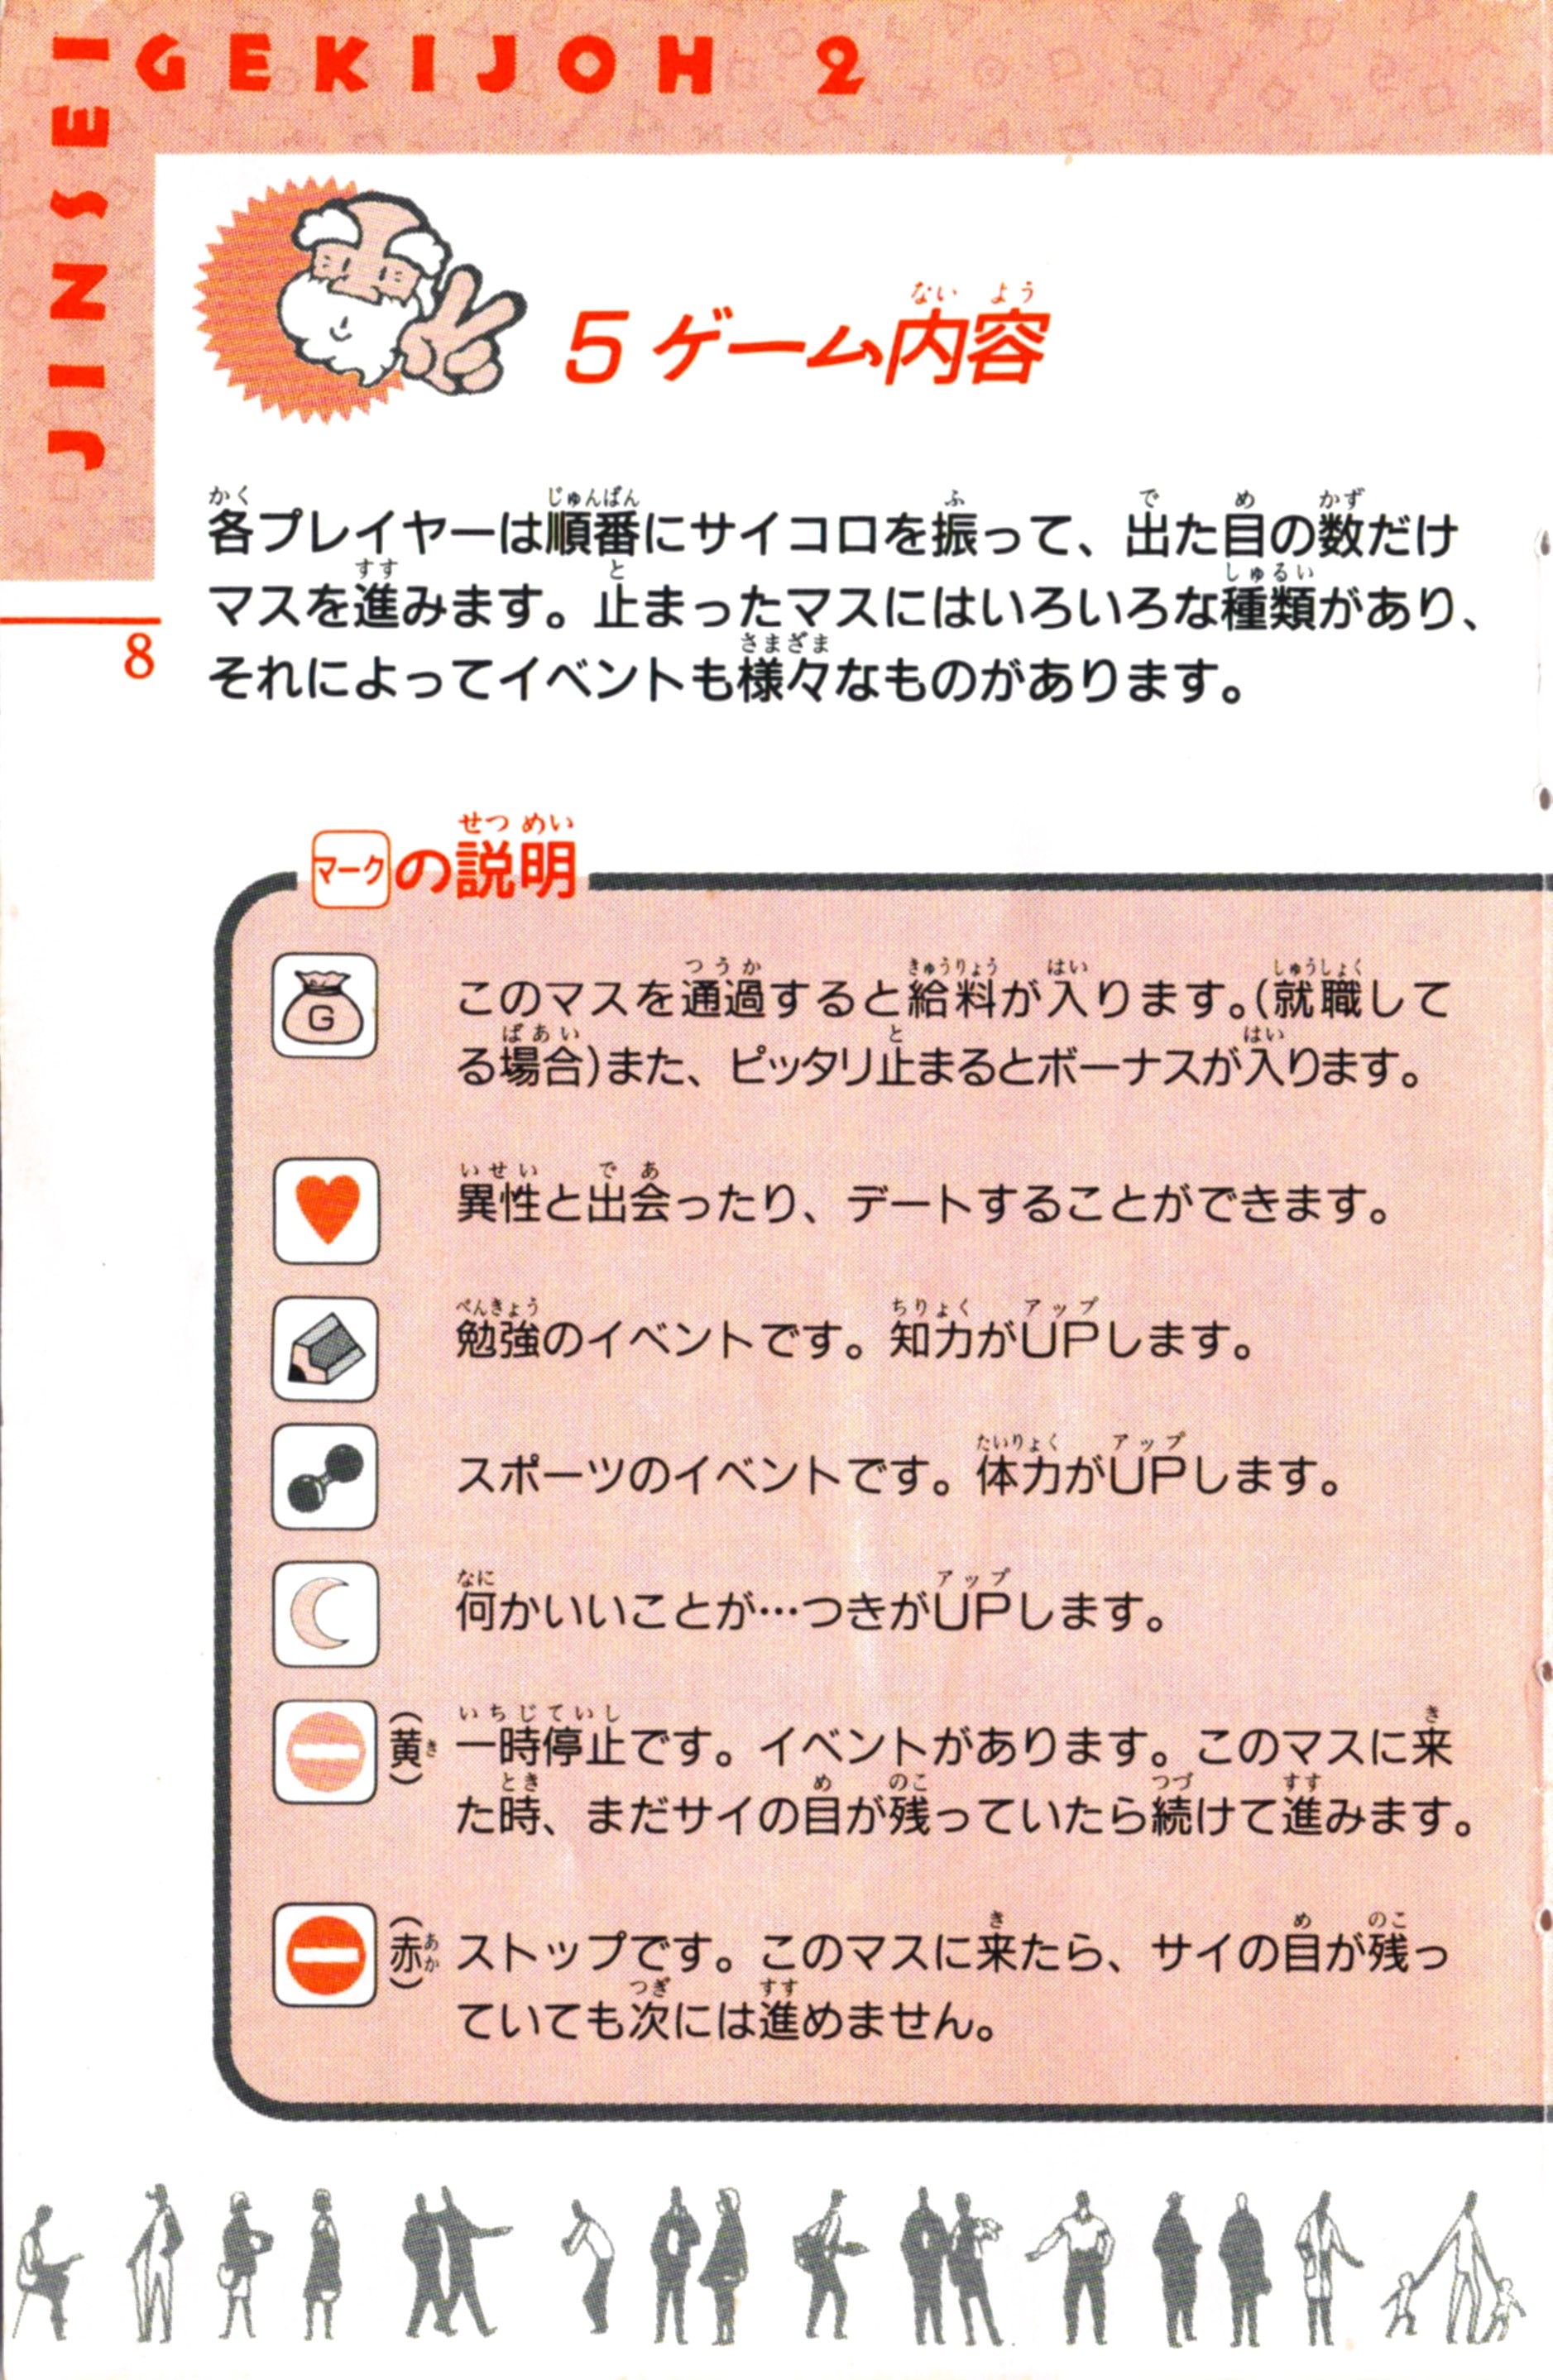 JINSEI GEKIJOH 2
8
5 ゲーム内容
ないよう
各プレイヤーは順番にサイコロを振って、出た目の数だけ
マスを進みます。止まったマスにはいろいろな種類があり、
それによってイベントも様々なものがあります。
マークの説明
G
このマスを通過すると給料が入ります。(就職して
る場合)また、ピッタリ止まるとボーナスが入ります。
異性と出会ったり、デートすることができます。
勉強のイベントです。知力がUPします。
スポーツのイベントです。体力がUPします。
何かいいことが…つきがUPします。
(黄) 一時停止です。イベントがあります。このマスに来
た時、まだサイの目が残っていたら続けて進みます。
(赤) ストップです。このマスに来たら、サイの目が残っ
ていても次には進めません。